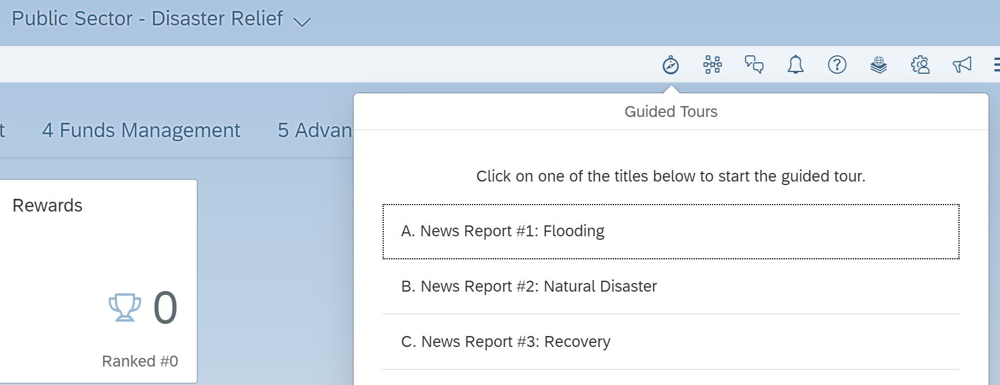 Public Sector - Disaster Relief
t 4 Funds Management 5 Advan
Guided Tours
Click on one of the titles below to start the guided tour.
A. News Report #1: Flooding
B. News Report #2: Natural Disaster
C. News Report #3: Recovery
Rewards
0
Ranked #0